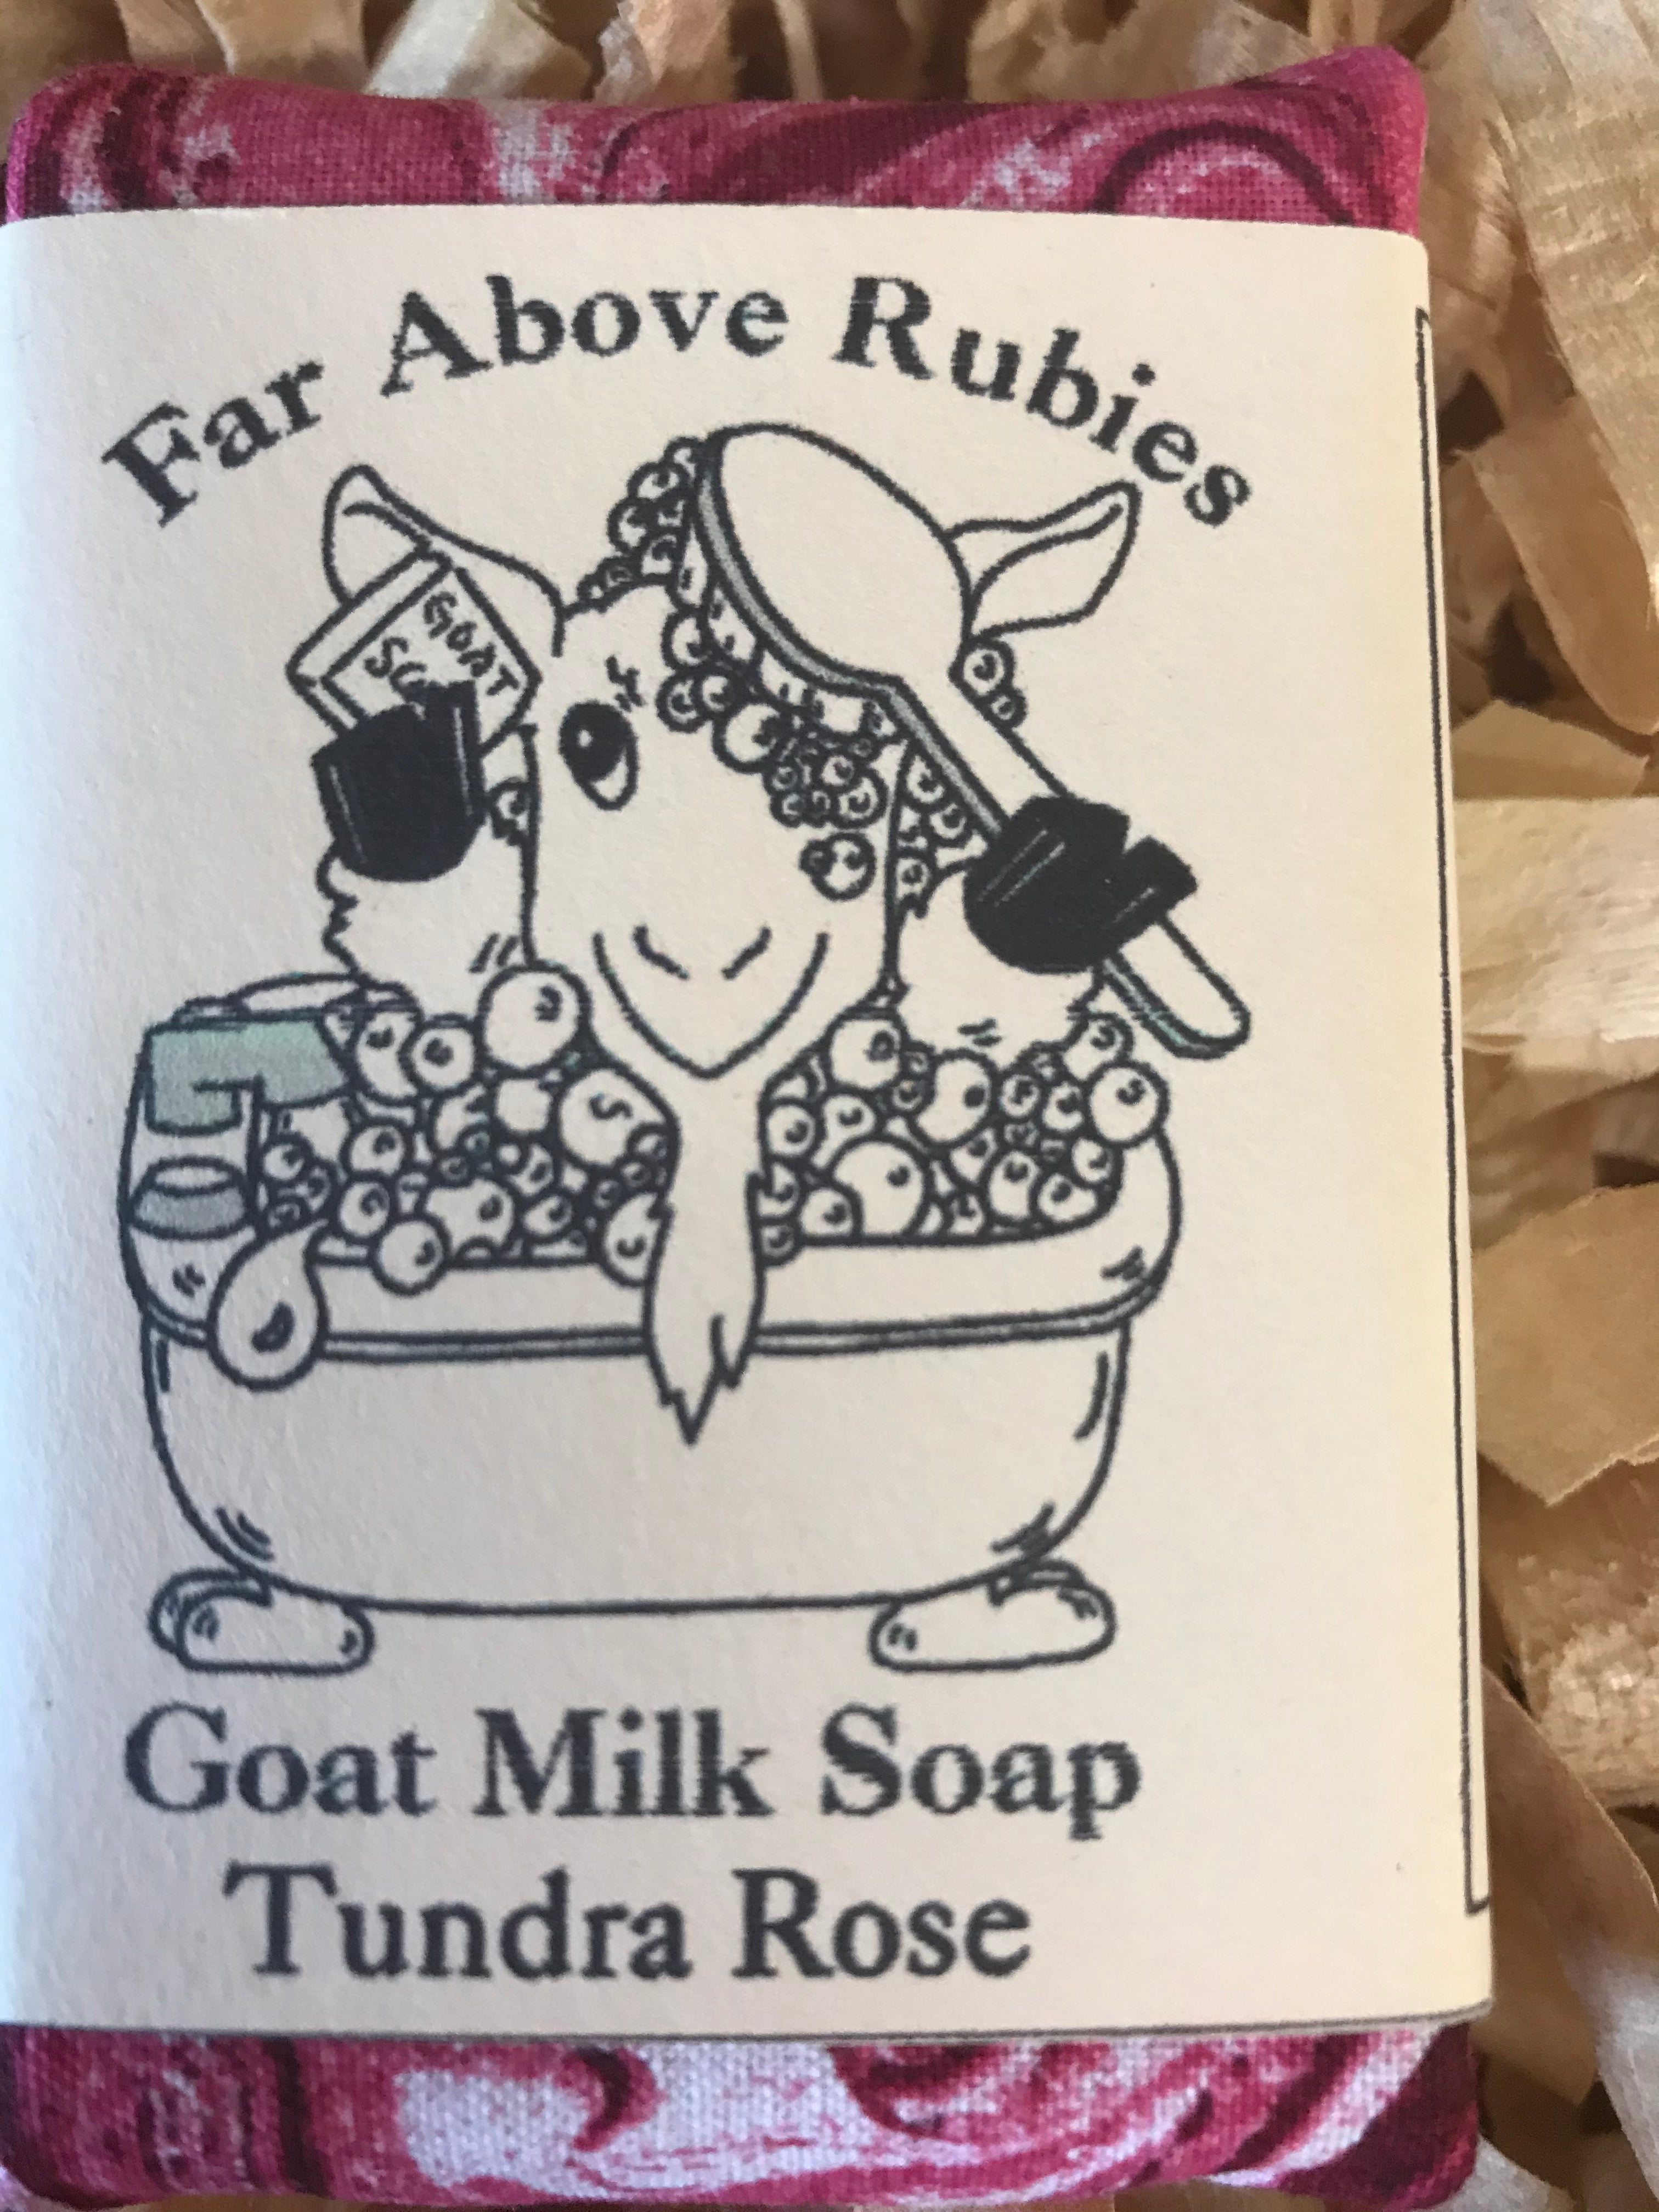 Far Above Rubies
GOAT
Goat Milk Soap
Tundra Rose